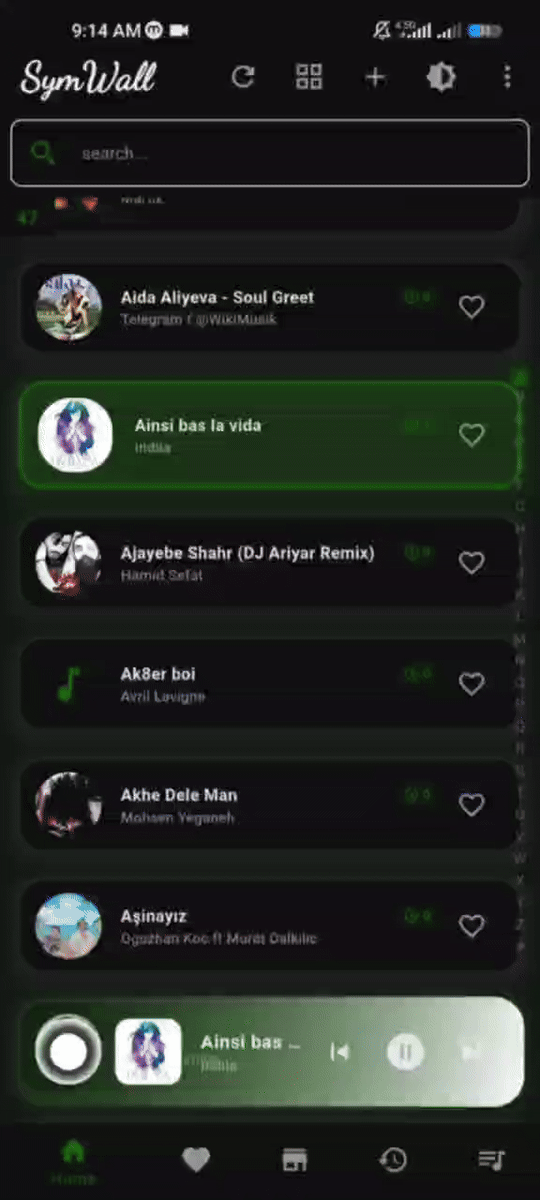 9:14 AM
SymWall
search...
47
Aida Aliyeva - Soul Greet
Telegram : @WikiMusik
Ainsi bas la vida
Indila
Ajayebe Shahr (DJ Ariyar Remix)
Hamid Sefat
Ak8er boi
Avril Lavigne
Akhe Dele Man
Mohsen Yeganeh
Aşinayız
Oguzhan Koc ft Murat Dalkilic
Ainsi bas ...
Indila
Home